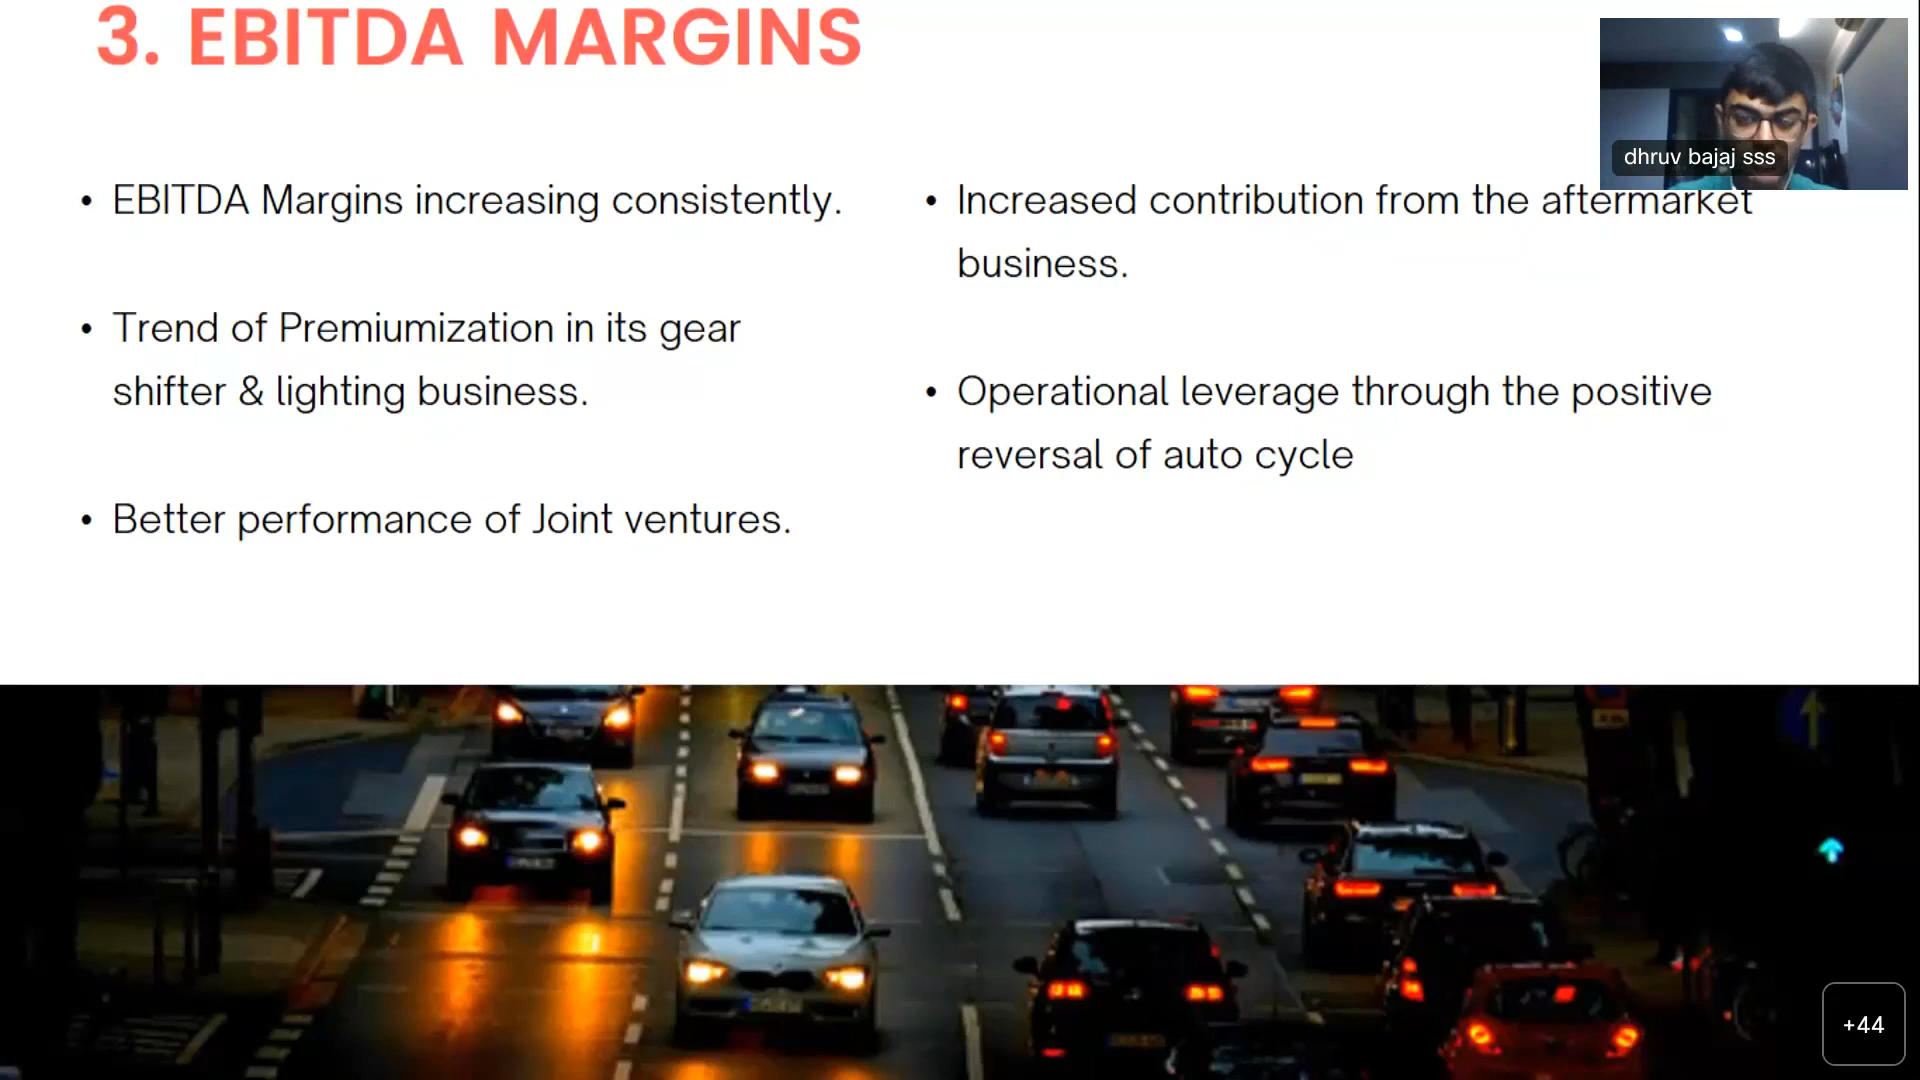 3. EBITDA MARGINS
dhruv bajaj sss
• EBITDA Margins increasing consistently.
• Trend of Premiumization in its gear
shifter & lighting business.
• Better performance of Joint ventures.
• Increased contribution from the aftermarket
business.
• Operational leverage through the positive
reversal of auto cycle
+44